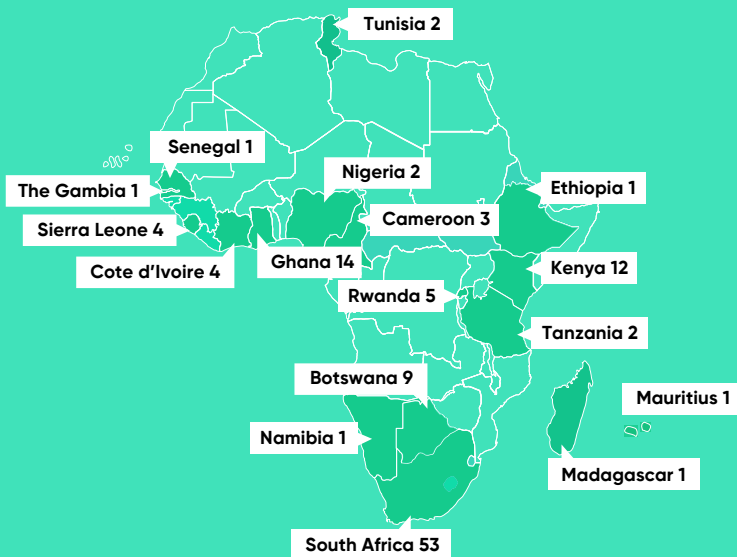 Tunisia 2
Senegal 1
Nigeria 2
The Gambia 1
Ethiopia 1
Cameroon 3
Sierra Leone 4
Ghana 14
Cote d’Ivoire 4
Kenya 12
Rwanda 5
Tanzania 2
Botswana 9
Mauritius 1
Namibia 1
Madagascar 1
South Africa 53